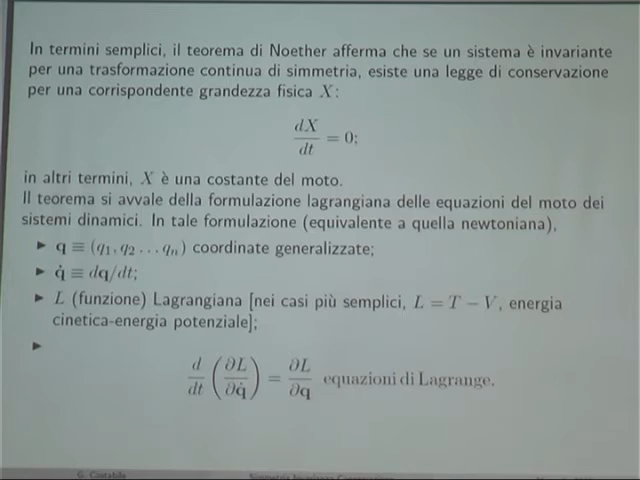 In termini semplici, il teorema di Noether afferma che se un sistema è invariante
per una trasformazione continua di simmetria, esiste una legge di conservazione
per una corrispondente grandezza fisica X:
dX/dt = 0;
in altri termini, X è una costante del moto.
Il teorema si avvale della formulazione lagrangiana delle equazioni del moto dei
sistemi dinamici. In tale formulazione (equivalente a quella newtoniana),
▶ q ≡ (q₁, q₂ … qₙ) coordinate generalizzate;
▶ q̇ ≡ dq/dt;
▶ L (funzione) Lagrangiana [nei casi più semplici, L = T − V, energia
cinetica-energia potenziale];
▶
d/dt (∂L/∂q̇) = ∂L/∂q equazioni di Lagrange.